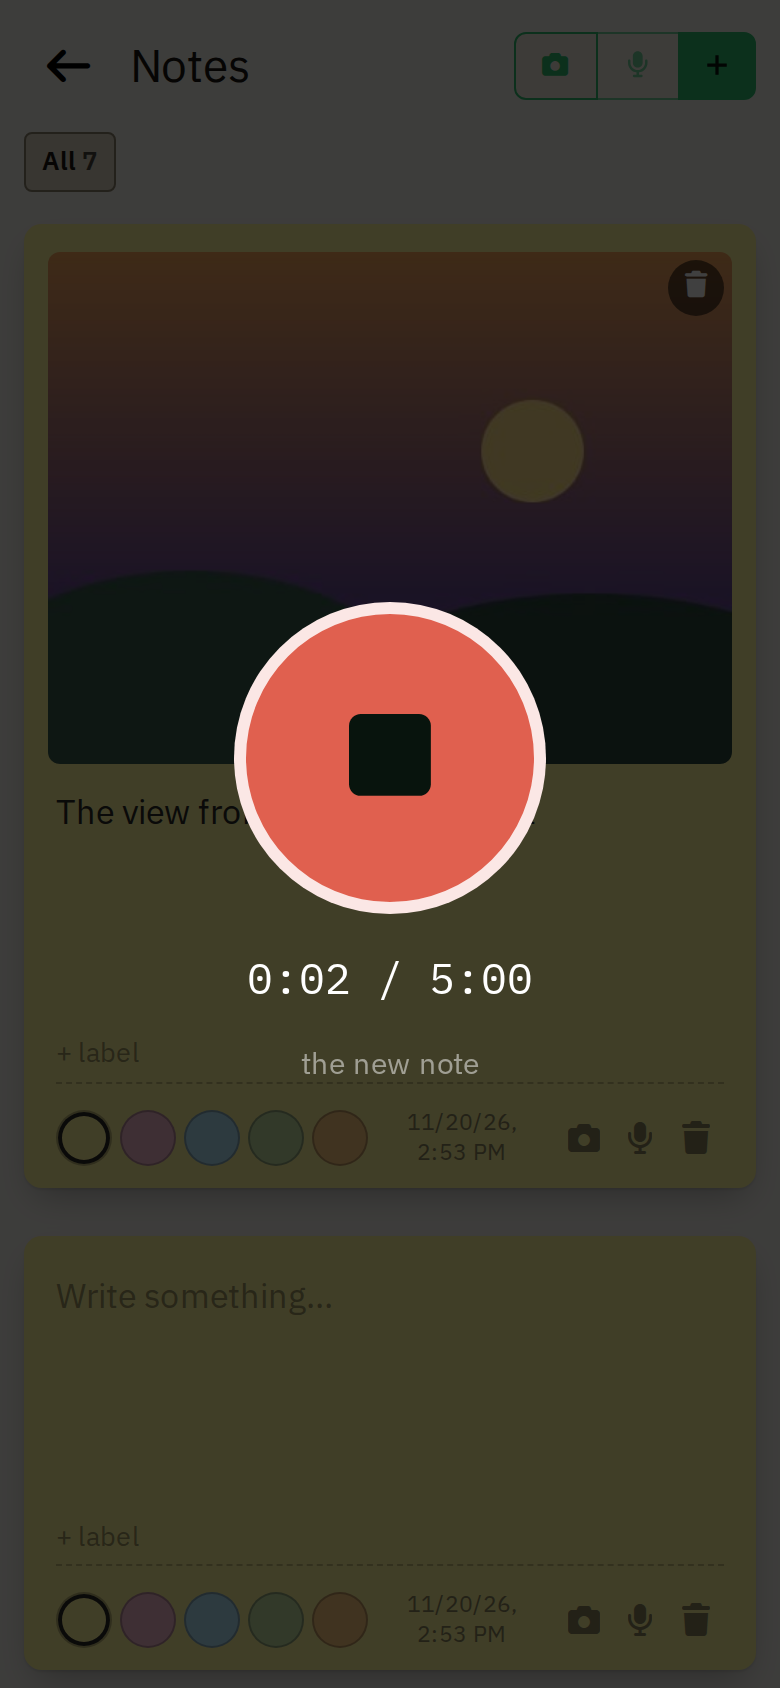 Notes
All 7
The view fro
0:02 / 5:00
the new note
+ label
11/20/26,
2:53 PM
Write something...
+ label
11/20/26,
2:53 PM